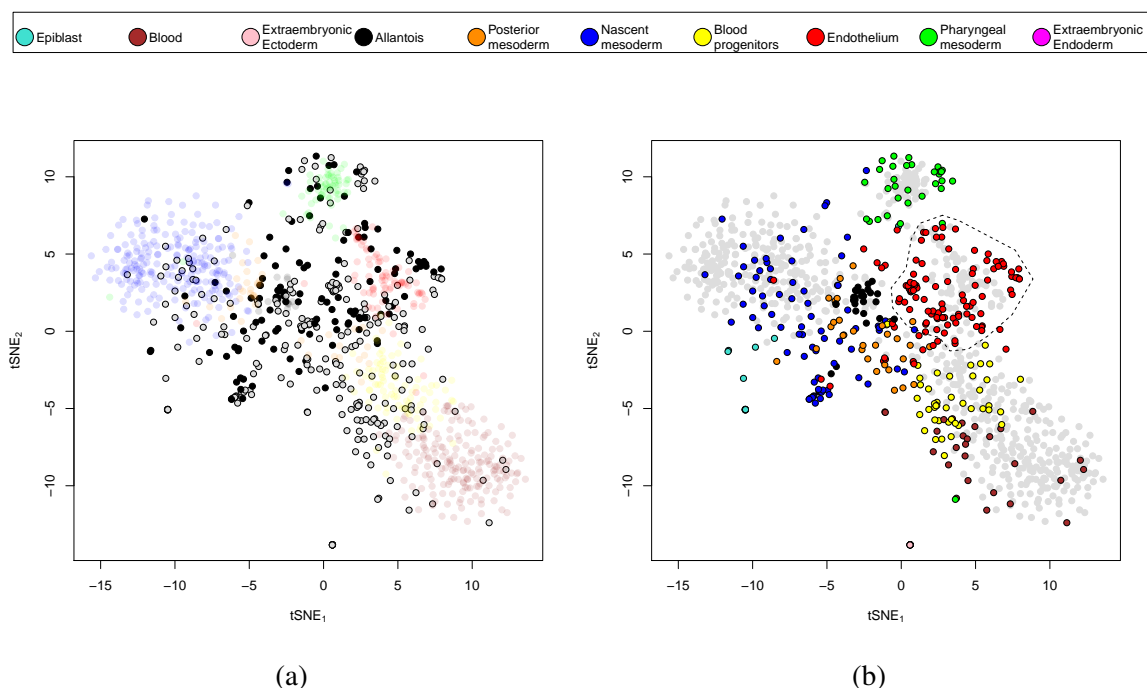 Epiblast
Blood
Extraembryonic
Ectoderm
Allantois
Posterior
mesoderm
Nascent
mesoderm
Blood
progenitors
Endothelium
Pharyngeal
mesoderm
Extraembryonic
Endoderm
10
5
0
−5
−10
tSNE2
−15 −10 −5 0 5 10
tSNE1
(a)
10
5
0
−5
−10
tSNE2
−15 −10 −5 0 5 10
tSNE1
(b)